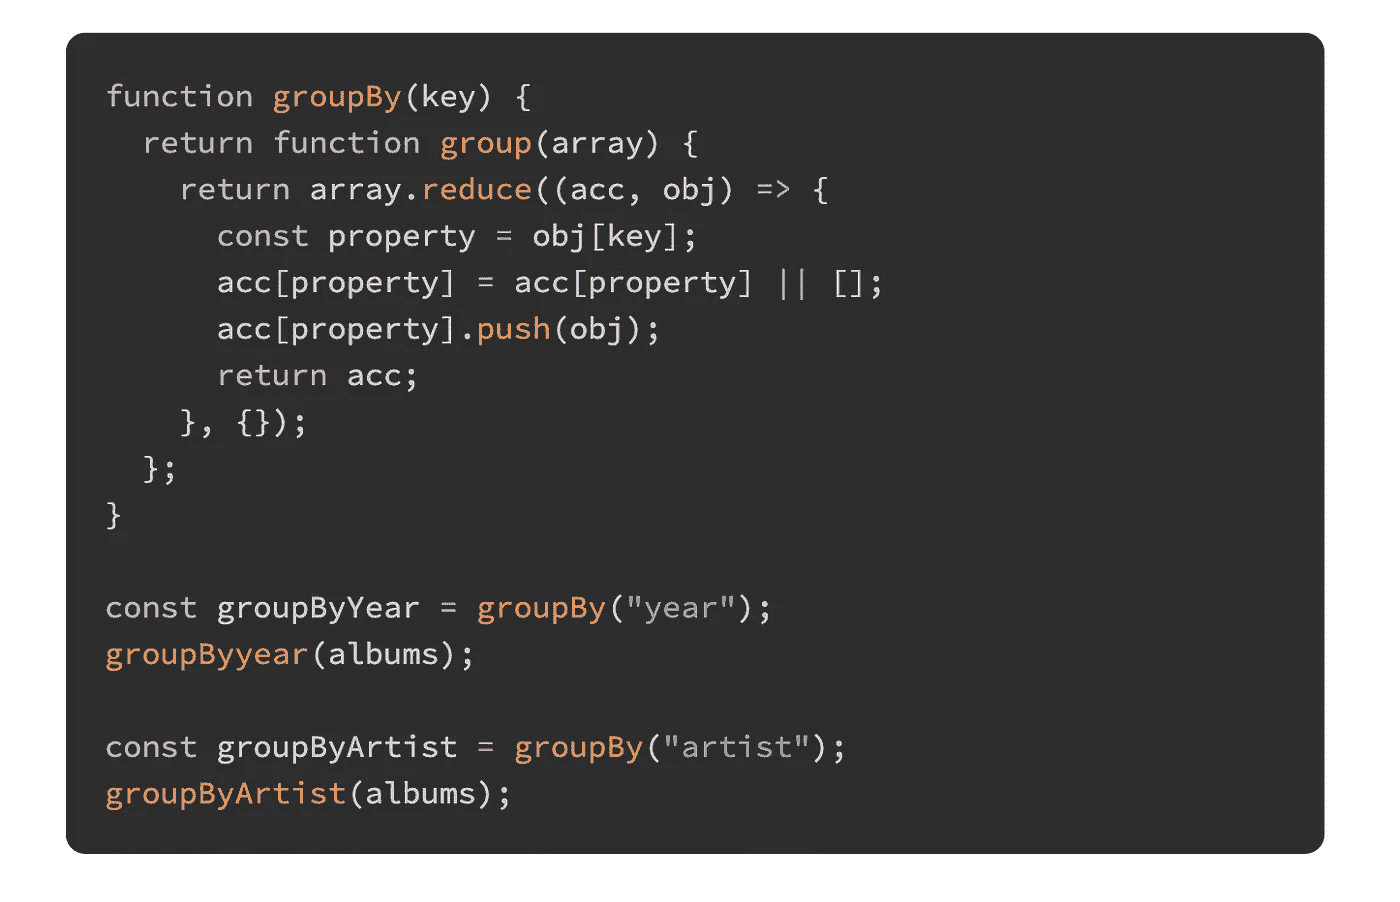 function groupBy(key) {
  return function group(array) {
    return array.reduce((acc, obj) => {
      const property = obj[key];
      acc[property] = acc[property] || [];
      acc[property].push(obj);
      return acc;
    }, {});
  };
}

const groupByYear = groupBy("year");
groupByyear(albums);

const groupByArtist = groupBy("artist");
groupByArtist(albums);